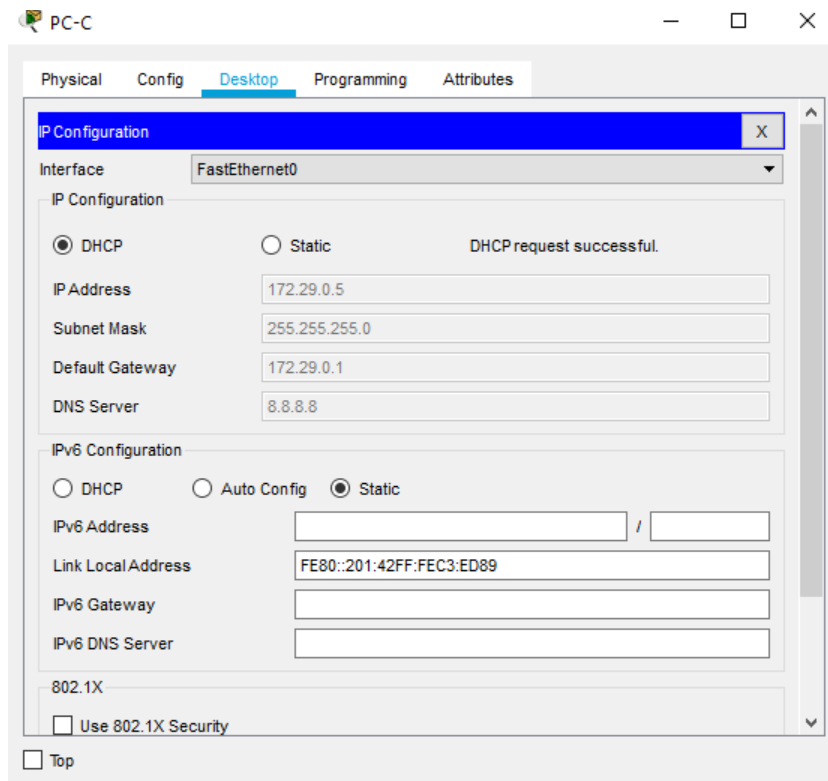 PC-C
Physical Config Desktop Programming Attributes
IP Configuration X
Interface FastEthernet0
IP Configuration
DHCP Static DHCP request successful.
IP Address 172.29.0.5
Subnet Mask 255.255.255.0
Default Gateway 172.29.0.1
DNS Server 8.8.8.8
IPv6 Configuration
DHCP Auto Config Static
IPv6 Address /
Link Local Address FE80::201:42FF:FEC3:ED89
IPv6 Gateway
IPv6 DNS Server
802.1X
Use 802.1X Security
Top